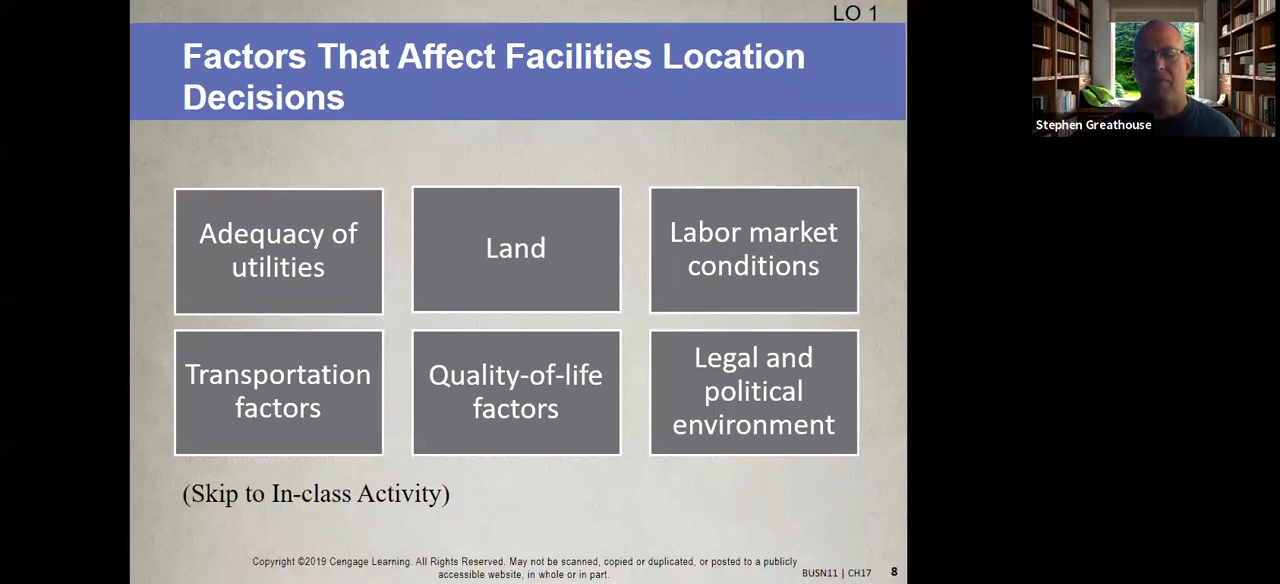 LO 1
Factors That Affect Facilities Location
Decisions
Stephen Greathouse
Adequacy of
utilities
Land
Labor market
conditions
Transportation
factors
Quality-of-life
factors
Legal and
political
environment
(Skip to In-class Activity)
Copyright ©2019 Cengage Learning. All Rights Reserved. May not be scanned, copied or duplicated, or posted to a publicly
accessible website, in whole or in part.
BUSN11 | CH17
8